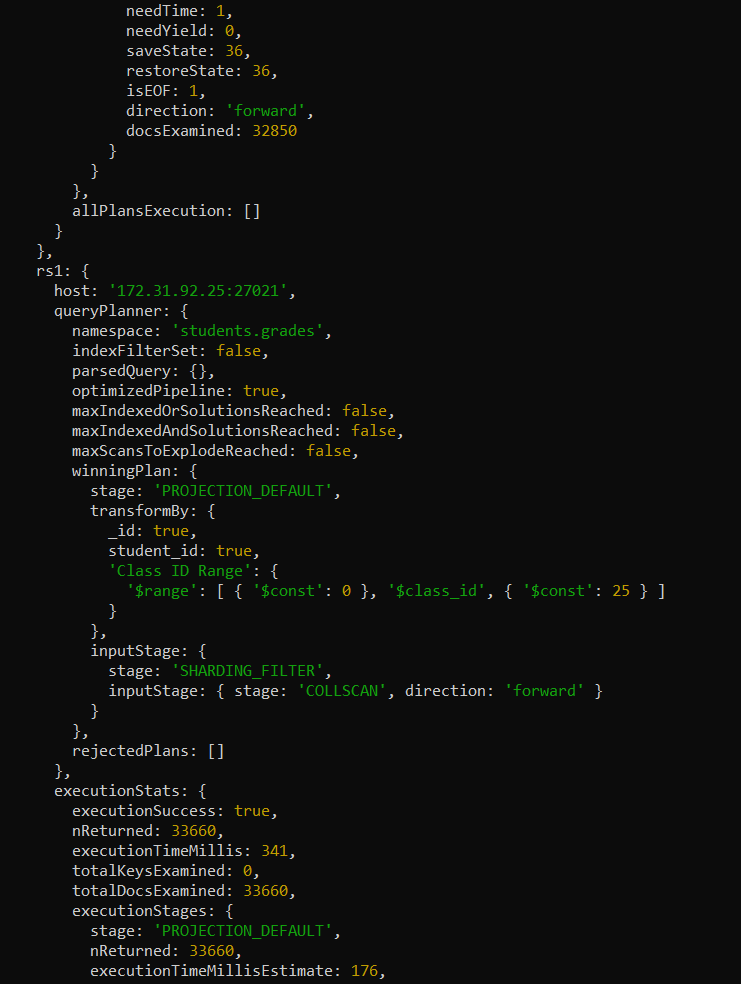 needTime: 1,
needYield: 0,
saveState: 36,
restoreState: 36,
isEOF: 1,
direction: 'forward',
docsExamined: 32850
}
}
},
allPlansExecution: []
}
},
rs1: {
host: '172.31.92.25:27021',
queryPlanner: {
namespace: 'students.grades',
indexFilterSet: false,
parsedQuery: {},
optimizedPipeline: true,
maxIndexedOrSolutionsReached: false,
maxIndexedAndSolutionsReached: false,
maxScansToExplodeReached: false,
winningPlan: {
stage: 'PROJECTION_DEFAULT',
transformBy: {
_id: true,
student_id: true,
'Class ID Range': {
'$range': [ { '$const': 0 }, '$class_id', { '$const': 25 } ]
}
},
inputStage: {
stage: 'SHARDING_FILTER',
inputStage: { stage: 'COLLSCAN', direction: 'forward' }
}
},
rejectedPlans: []
},
executionStats: {
executionSuccess: true,
nReturned: 33660,
executionTimeMillis: 341,
totalKeysExamined: 0,
totalDocsExamined: 33660,
executionStages: {
stage: 'PROJECTION_DEFAULT',
nReturned: 33660,
executionTimeMillisEstimate: 176,